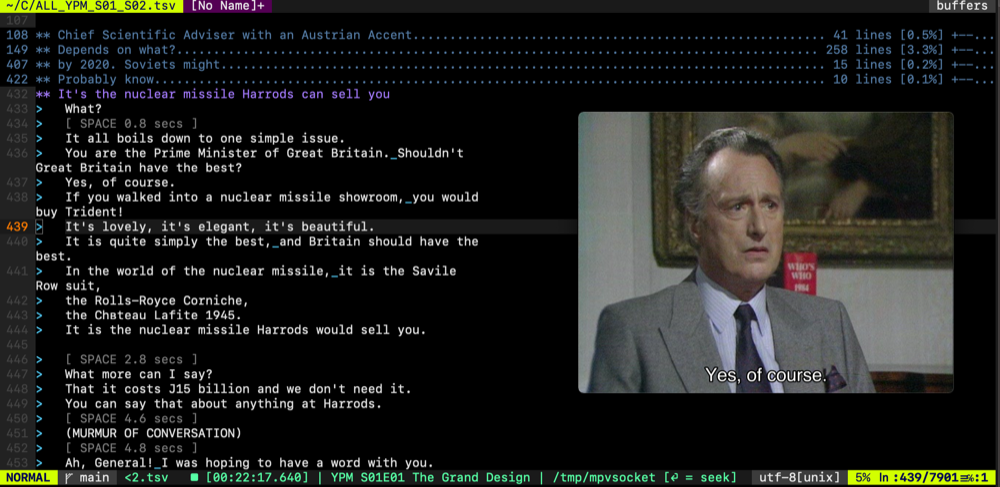 ~/C/ALL_YPM_S01_S02.tsv [No Name]+ buffers
107
108 ** Chief Scientific Adviser with an Austrian Accent 41 lines [0.5%] +--...
149 ** Depends on what? 258 lines [3.3%] +--...
407 ** by 2020. Soviets might 15 lines [0.2%] +--...
422 ** Probably know 10 lines [0.1%] +--...
432 ** It's the nuclear missile Harrods can sell you
433 > What?
434 > [ SPACE 0.8 secs ]
435 > It all boils down to one simple issue.
436 > You are the Prime Minister of Great Britain._Shouldn't
Great Britain have the best?
437 > Yes, of course.
438 > If you walked into a nuclear missile showroom,_you would
buy Trident!
439 > It's lovely, it's elegant, it's beautiful.
440 > It is quite simply the best,_and Britain should have the
best.
441 > In the world of the nuclear missile,_it is the Savile
Row suit,
442 > the Rolls-Royce Corniche,
443 > the Chвteau Lafite 1945.
444 > It is the nuclear missile Harrods would sell you.
445
446 > [ SPACE 2.8 secs ]
447 > What more can I say?
448 > That it costs J15 billion and we don't need it.
449 > You can say that about anything at Harrods.
450 > [ SPACE 4.6 secs ]
451 > (MURMUR OF CONVERSATION)
452 > [ SPACE 4.8 secs ]
453 > Ah, General!_I was hoping to have a word with you.
WHO'S
WHO
1984
Yes, of course.
NORMAL main <2.tsv [00:22:17.640] | YPM S01E01 The Grand Design | /tmp/mpvsocket [⏎ = seek] utf-8[unix] 5% ln :439/7901≡%:1